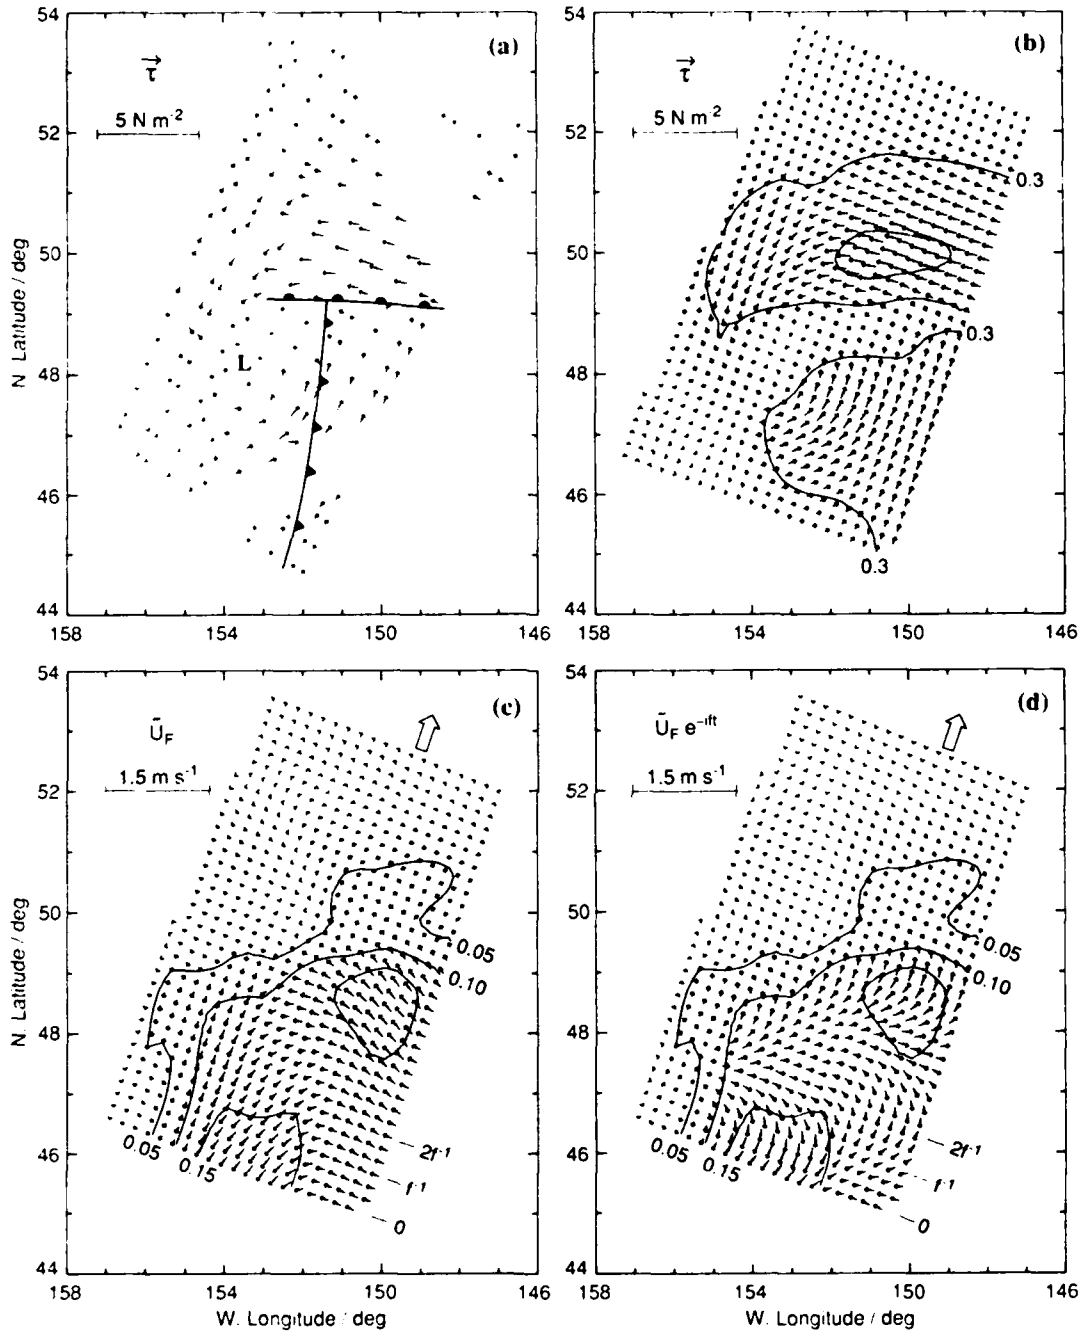 54
52
50
48
46
44
158
154
150
146
N. Latitude / deg
(a)
τ
5 N m⁻²
L
54
52
50
48
46
44
158
154
150
146
(b)
τ
5 N m⁻²
0.3
0.3
0.3
54
52
50
48
46
44
158
154
150
146
N. Latitude / deg
W. Longitude / deg
(c)
Ũ_F
1.5 m s⁻¹
0.05
0.10
0.05
0.15
2f⁻¹
f⁻¹
0
54
52
50
48
46
44
158
154
150
146
W. Longitude / deg
(d)
Ũ_F e⁻ⁱᶠᵗ
1.5 m s⁻¹
0.05
0.10
0.05
0.15
2f⁻¹
f⁻¹
0